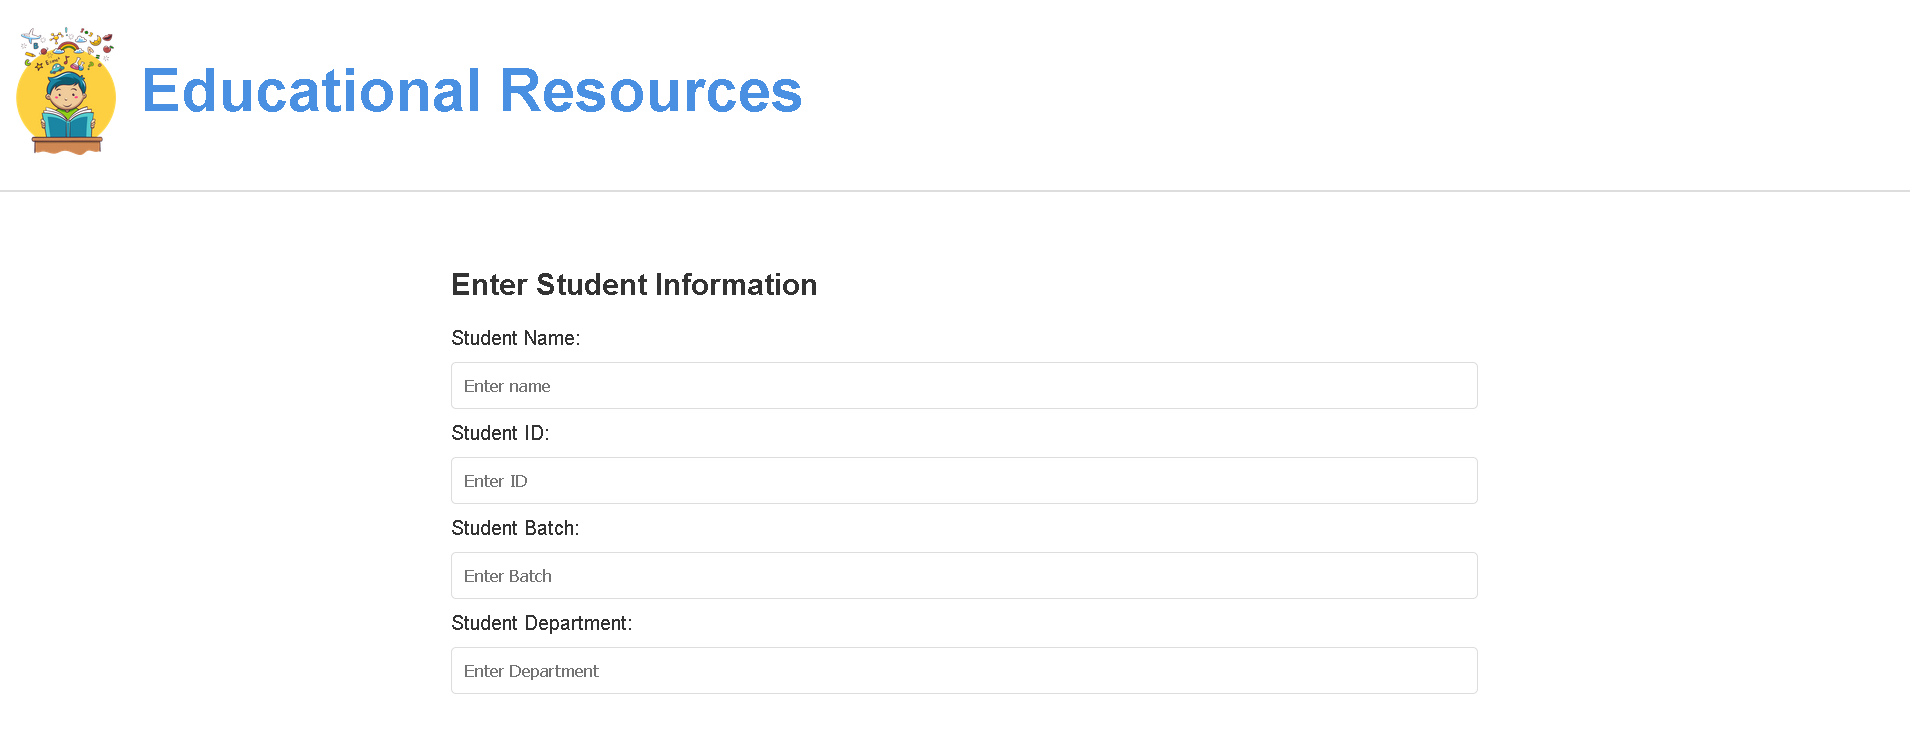 Educational Resources
Enter Student Information
Student Name:
Enter name
Student ID:
Enter ID
Student Batch:
Enter Batch
Student Department:
Enter Department